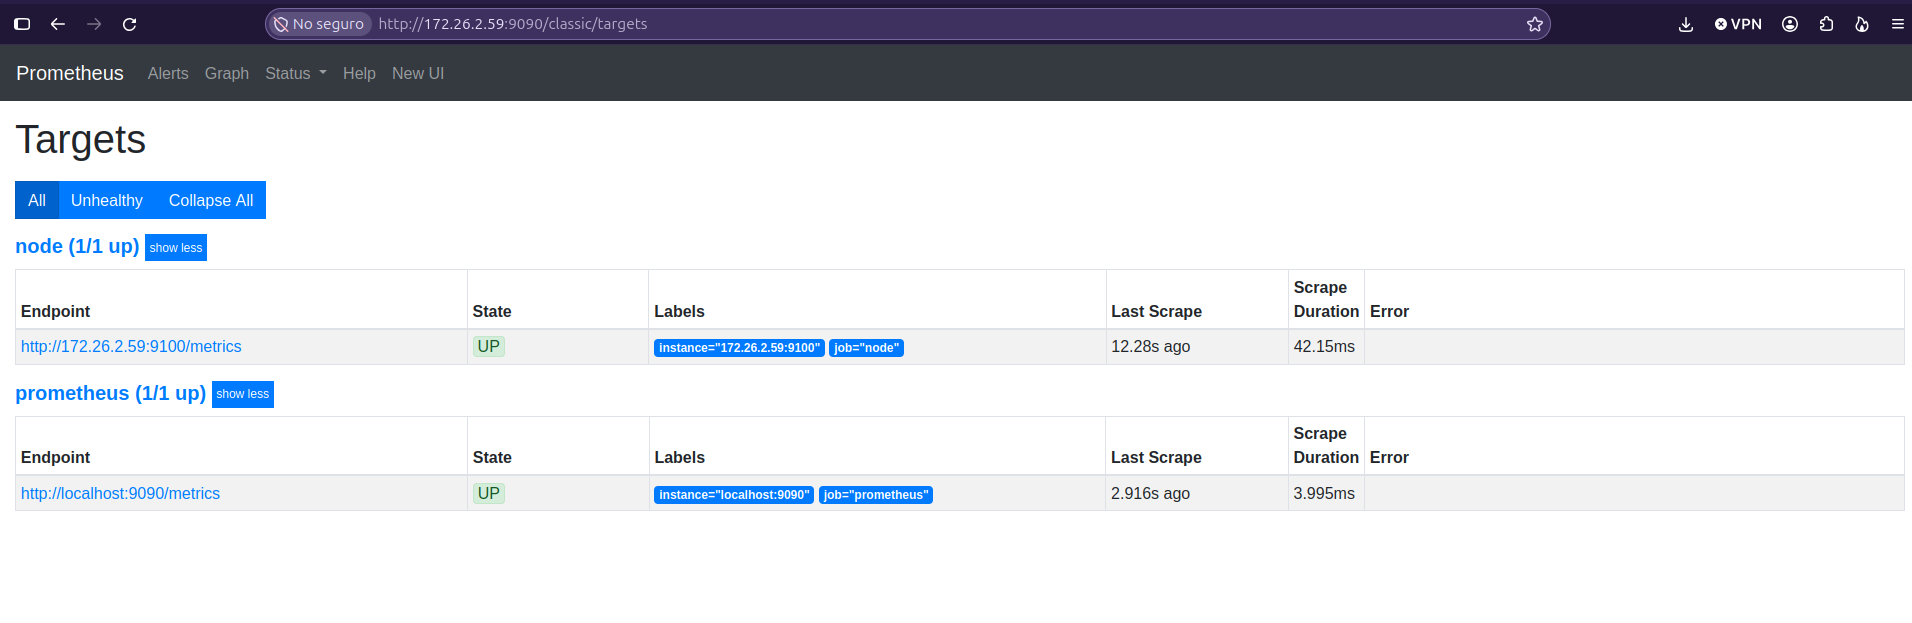 No seguro http://172.26.2.59:9090/classic/targets VPN
Prometheus Alerts Graph Status Help New UI
Targets
All Unhealthy Collapse All
node (1/1 up) show less
Endpoint State Labels Last Scrape Scrape Duration Error
http://172.26.2.59:9100/metrics UP instance="172.26.2.59:9100" job="node" 12.28s ago 42.15ms
prometheus (1/1 up) show less
Endpoint State Labels Last Scrape Scrape Duration Error
http://localhost:9090/metrics UP instance="localhost:9090" job="prometheus" 2.916s ago 3.995ms